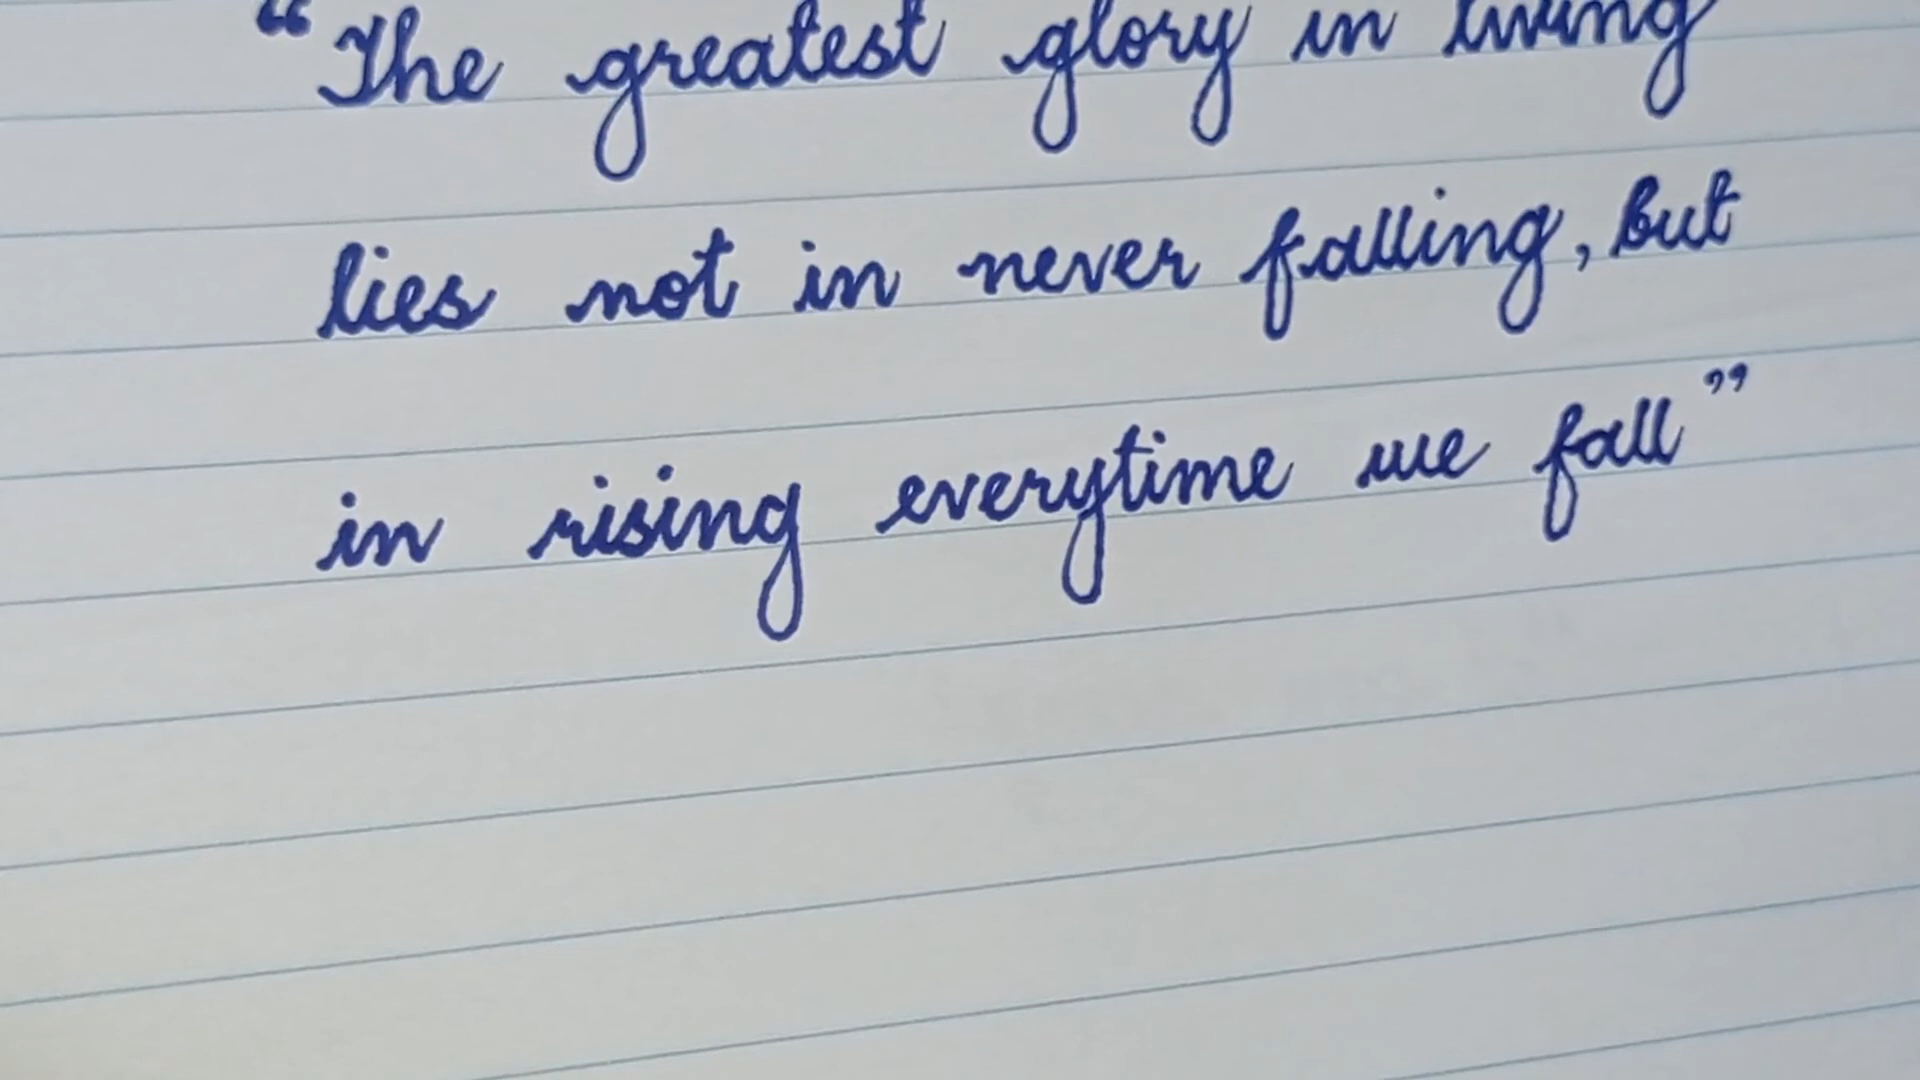 “The greatest glory in living
lies not in never falling, But
in rising everytime we fall”